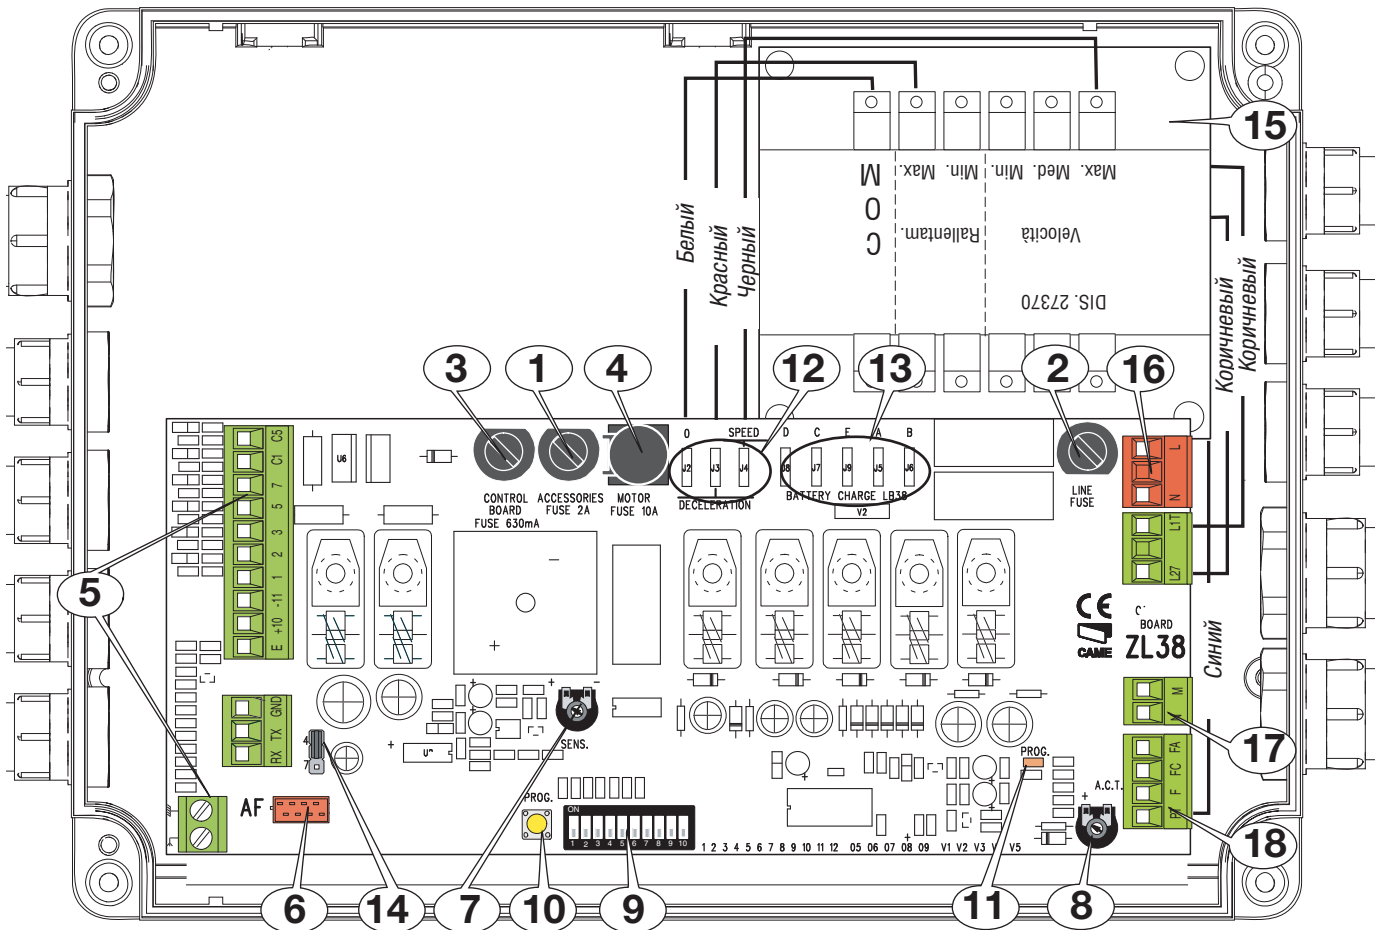 15
Max.
Med.
Min.
Min.
Max.
M
O
C
Velocità
Rallentam.
DIS. 27370
Белый
Красный
Черный
Коричневый
Коричневый
3
1
4
12
13
2
16
O
SPEED
D
C
E
A
B
J2
J3
J4
J8
J7
J9
J5
J6
DECELERATION
BATTERY CHARGE LB38
V2
CONTROL
BOARD
FUSE 630mA
ACCESSORIES
FUSE 2A
MOTOR
FUSE 10A
LINE
FUSE
U6
C5
C1
7
5
3
2
1
-11
+10
E
5
L
N
L1T
L27
CE
BOARD
CAME
ZL38
Синий
GND
TX
RX
4
7
SENS.
M
17
PROG.
A.C.T.
FA
FC
F
AF
PROG.
ON
1 2 3 4 5 6 7 8 9 10
1 2 3 4 5 6 7 8 9 10 11 12
05 06 07 08 09
V1 V2 V3
V5
18
6
14
7
10
9
11
8